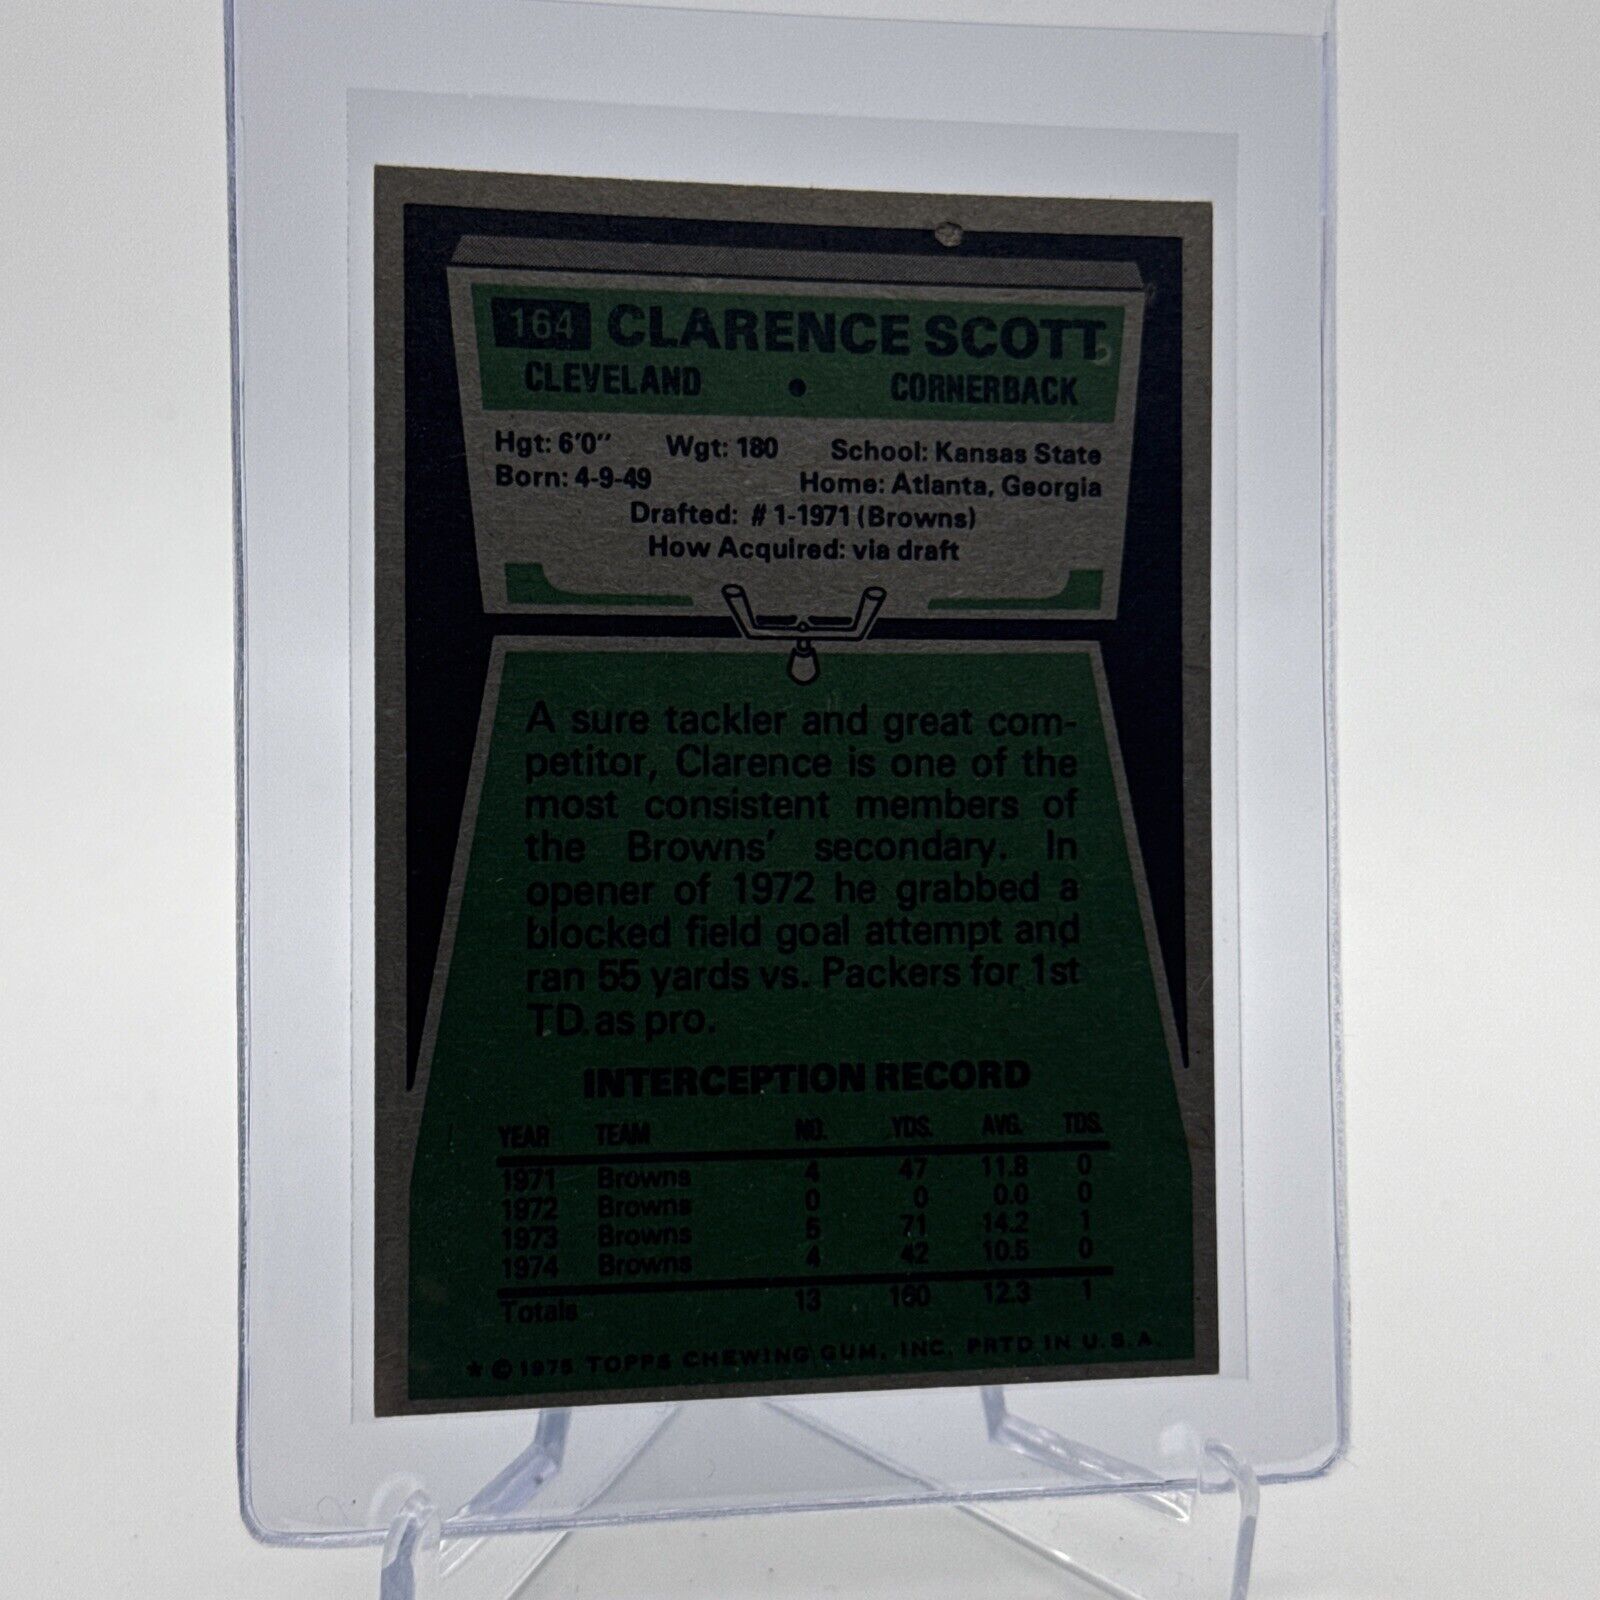 164 CLARENCE SCOTT
CLEVELAND • CORNERBACK
Hgt: 6'0" Wgt: 180 School: Kansas State
Born: 4-9-49 Home: Atlanta, Georgia
Drafted: #1-1971 (Browns)
How Acquired: via draft
A sure tackler and great com-
petitor, Clarence is one of the
most consistent members of
the Browns' secondary. In
opener of 1972 he grabbed a
blocked field goal attempt and
ran 55 yards vs. Packers for 1st
TD. as pro.
INTERCEPTION RECORD
YEAR TEAM NO. YDS. AVG. TDS.
1971 Browns 4 47 11.8 0
1972 Browns 0 0 0.0 0
1973 Browns 5 71 14.2 1
1974 Browns 4 42 10.5 0
Totals 13 160 12.3 1
* © 1975 TOPPS CHEWING GUM, INC. PRTD IN U.S.A.